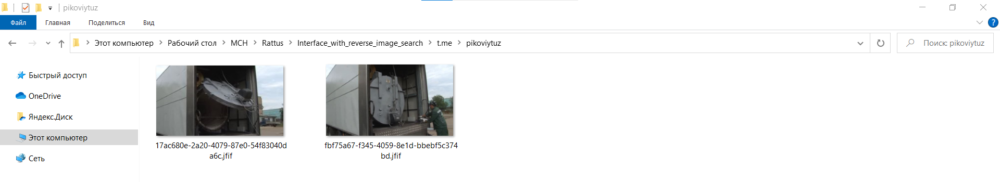 pikoviytuz
Файл Главная Поделиться Вид
Этот компьютер Рабочий стол МСН Rattus Interface_with_reverse_image_search t.me pikoviytuz
Поиск: pikoviytuz
Быстрый доступ
OneDrive
Яндекс.Диск
Этот компьютер
Сеть
17ac680e-2a20-4079-87e0-54f83040d
a6c.jfif
fbf75a67-f345-4059-8e1d-bbebf5c374
bd.jfif